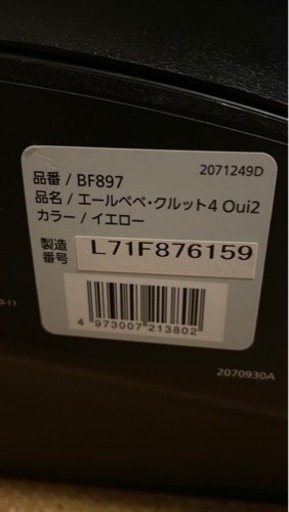 2071249D
品番 / BF897
品名 / エールベベ・クルット4 Oui2
カラー / イエロー
製造
番号
L71F876159
4 973007 213802
2070930A